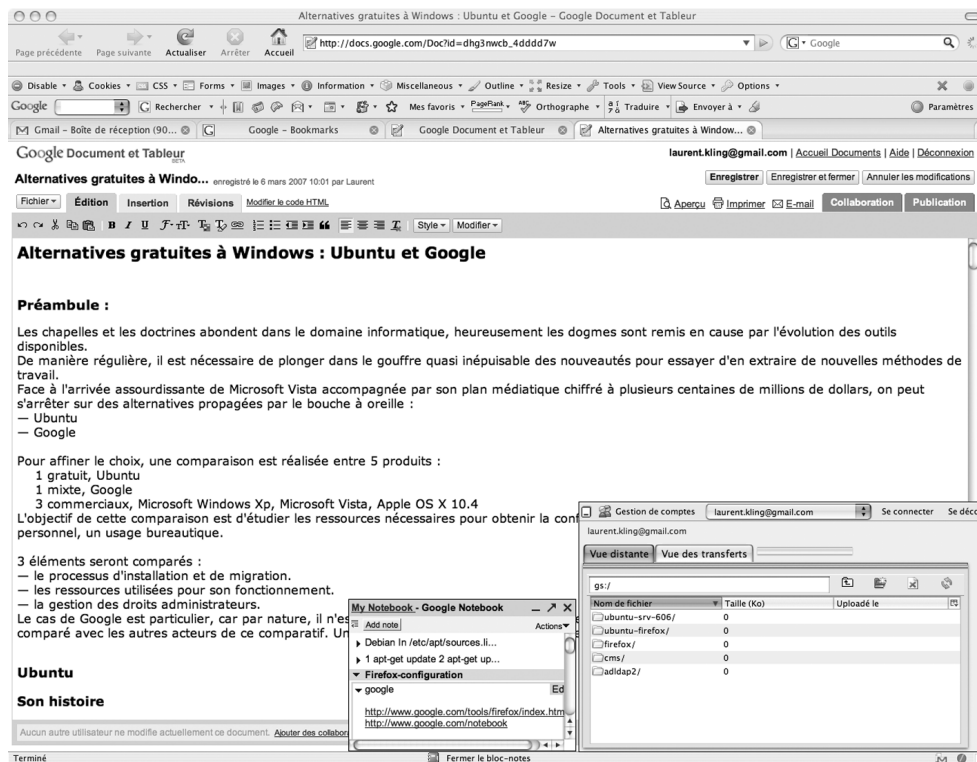 Alternatives gratuites à Windows : Ubuntu et Google – Google Document et Tableur
Page précédente Page suivante Actualiser Arrêter Accueil http://docs.google.com/Doc?id=dhg3nwcb_4dddd7w G Google
Disable Cookies CSS Forms Images Information Miscellaneous Outline Resize Tools View Source Options
Google G Rechercher Mes favoris PageRank ABC Orthographe Traduire Envoyer à Paramètres
Gmail – Boîte de réception (90... G Google – Bookmarks Google Document et Tableur Alternatives gratuites à Window...
Google Document et Tableur BETA laurent.kling@gmail.com | Accueil Documents | Aide | Déconnexion
Alternatives gratuites à Windo... enregistré le 6 mars 2007 10:01 par Laurent Enregistrer Enregistrer et fermer Annuler les modifications
Fichier Édition Insertion Révisions Modifier le code HTML Aperçu Imprimer E-mail Collaboration Publication
B I U Style Modifier
Alternatives gratuites à Windows : Ubuntu et Google
Préambule :
Les chapelles et les doctrines abondent dans le domaine informatique, heureusement les dogmes sont remis en cause par l'évolution des outils
disponibles.
De manière régulière, il est nécessaire de plonger dans le gouffre quasi inépuisable des nouveautés pour essayer d'en extraire de nouvelles méthodes de
travail.
Face à l'arrivée assourdissante de Microsoft Vista accompagnée par son plan médiatique chiffré à plusieurs centaines de millions de dollars, on peut
s'arrêter sur des alternatives propagées par le bouche à oreille :
— Ubuntu
— Google
Pour affiner le choix, une comparaison est réalisée entre 5 produits :
1 gratuit, Ubuntu
1 mixte, Google
3 commerciaux, Microsoft Windows Xp, Microsoft Vista, Apple OS X 10.4
L'objectif de cette comparaison est d'étudier les ressources nécessaires pour obtenir la conf
personnel, un usage bureautique.
3 éléments seront comparés :
— le processus d'installation et de migration.
— les ressources utilisées pour son fonctionnement.
— la gestion des droits administrateurs.
Le cas de Google est particulier, car par nature, il n'es
comparé avec les autres acteurs de ce comparatif. Un
Ubuntu
Son histoire
Aucun autre utilisateur ne modifie actuellement ce document. Ajouter des collabor
My Notebook - Google Notebook
Add note Actions
Debian In /etc/apt/sources.li...
1 apt-get update 2 apt-get up...
Firefox-configuration
google Ed
http://www.google.com/tools/firefox/index.htm
http://www.google.com/notebook
Gestion de comptes laurent.kling@gmail.com Se connecter Se déco
laurent.kling@gmail.com
Vue distante Vue des transferts
gs:/
Nom de fichier Taille (Ko) Uploadé le
ubuntu-srv-606/ 0
ubuntu-firefox/ 0
firefox/ 0
cms/ 0
adldap2/ 0
Terminé Fermer le bloc-notes